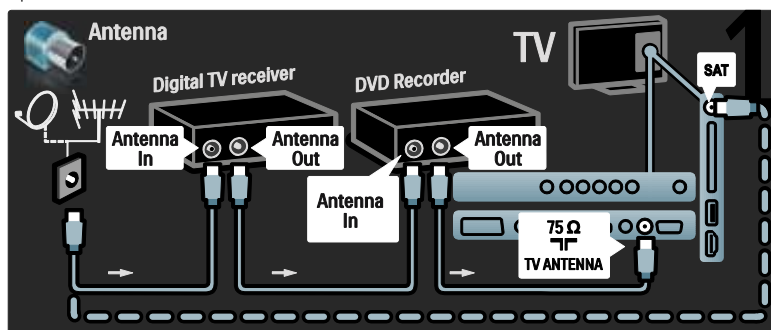 Antenna
TV
1
SAT
Digital TV receiver
DVD Recorder
Antenna
In
Antenna
Out
Antenna
In
Antenna
Out
75 Ω
TV ANTENNA